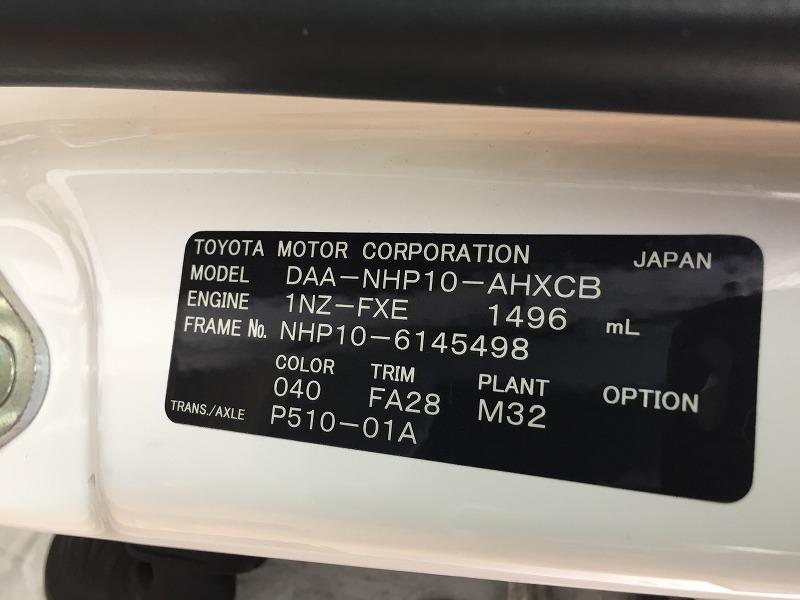 TOYOTA MOTOR CORPORATION JAPAN
MODEL DAA-NHP10-AHXCB
ENGINE 1NZ-FXE 1496 mL
FRAME No. NHP10-6145498
COLOR TRIM PLANT OPTION
040 FA28 M32
TRANS./AXLE P510-01A